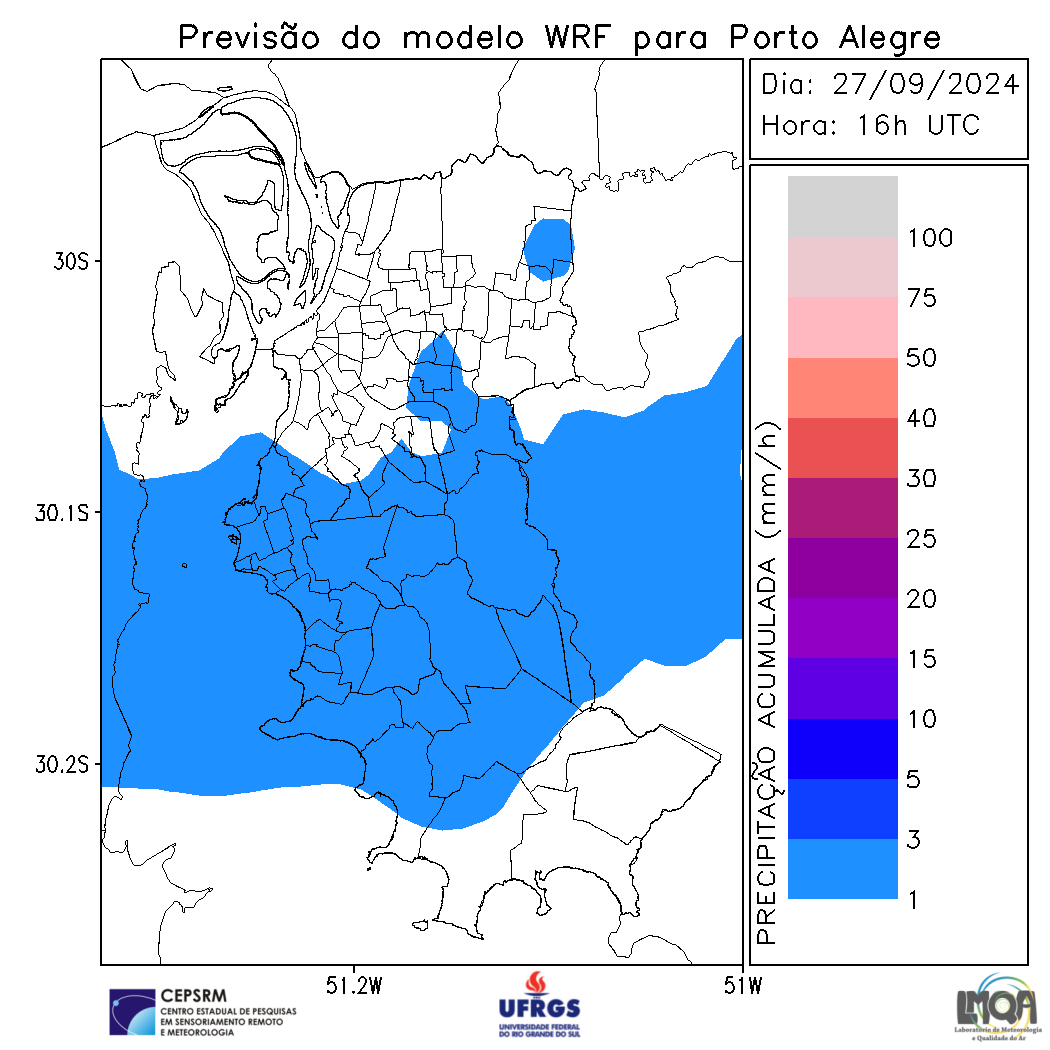 Previsão do modelo WRF para Porto Alegre
Dia: 27/09/2024
Hora: 16h UTC
30S
30.1S
30.2S
51.2W
51W
PRECIPITAÇÃO ACUMULADA (mm/h)
100
75
50
40
30
25
20
15
10
5
3
1
CEPSRM
CENTRO ESTADUAL DE PESQUISAS
EM SENSORIAMENTO REMOTO
E METEOROLOGIA
UFRGS
UNIVERSIDADE FEDERAL
DO RIO GRANDE DO SUL
LMQA
Laboratório de Meteorologia
e Qualidade do Ar